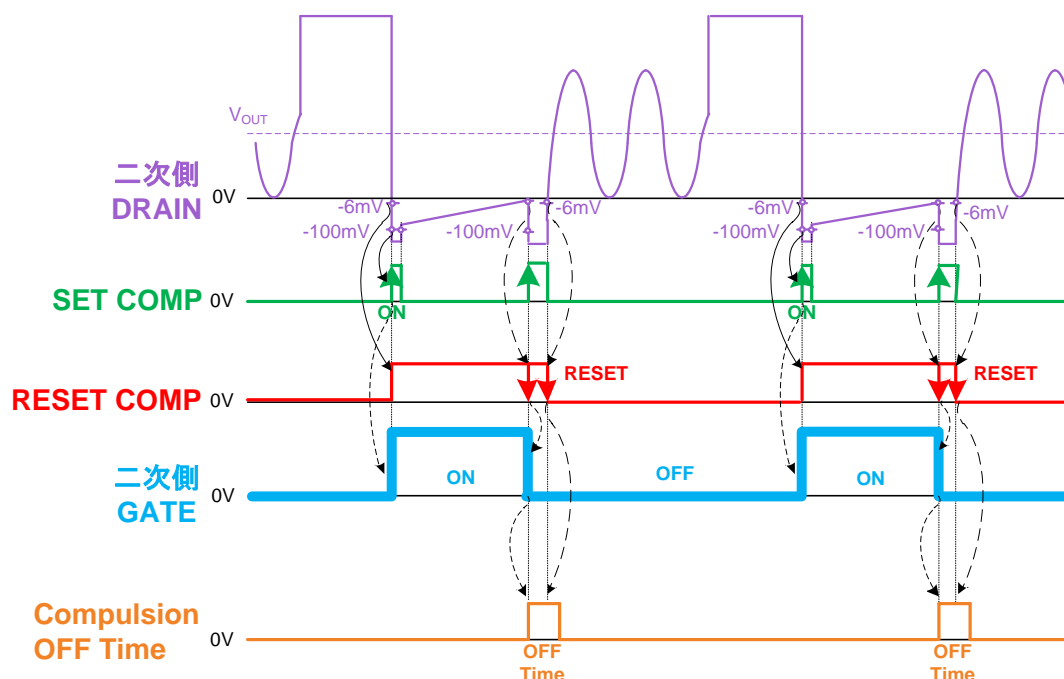 VOUT
二次側
DRAIN
0V
-6mV
-100mV
-100mV
-6mV
-6mV
-100mV
-100mV
-6mV
SET COMP
0V
ON
ON
RESET COMP
0V
RESET
RESET
二次側
GATE
0V
ON
OFF
ON
Compulsion
OFF Time
0V
OFF
Time
OFF
Time